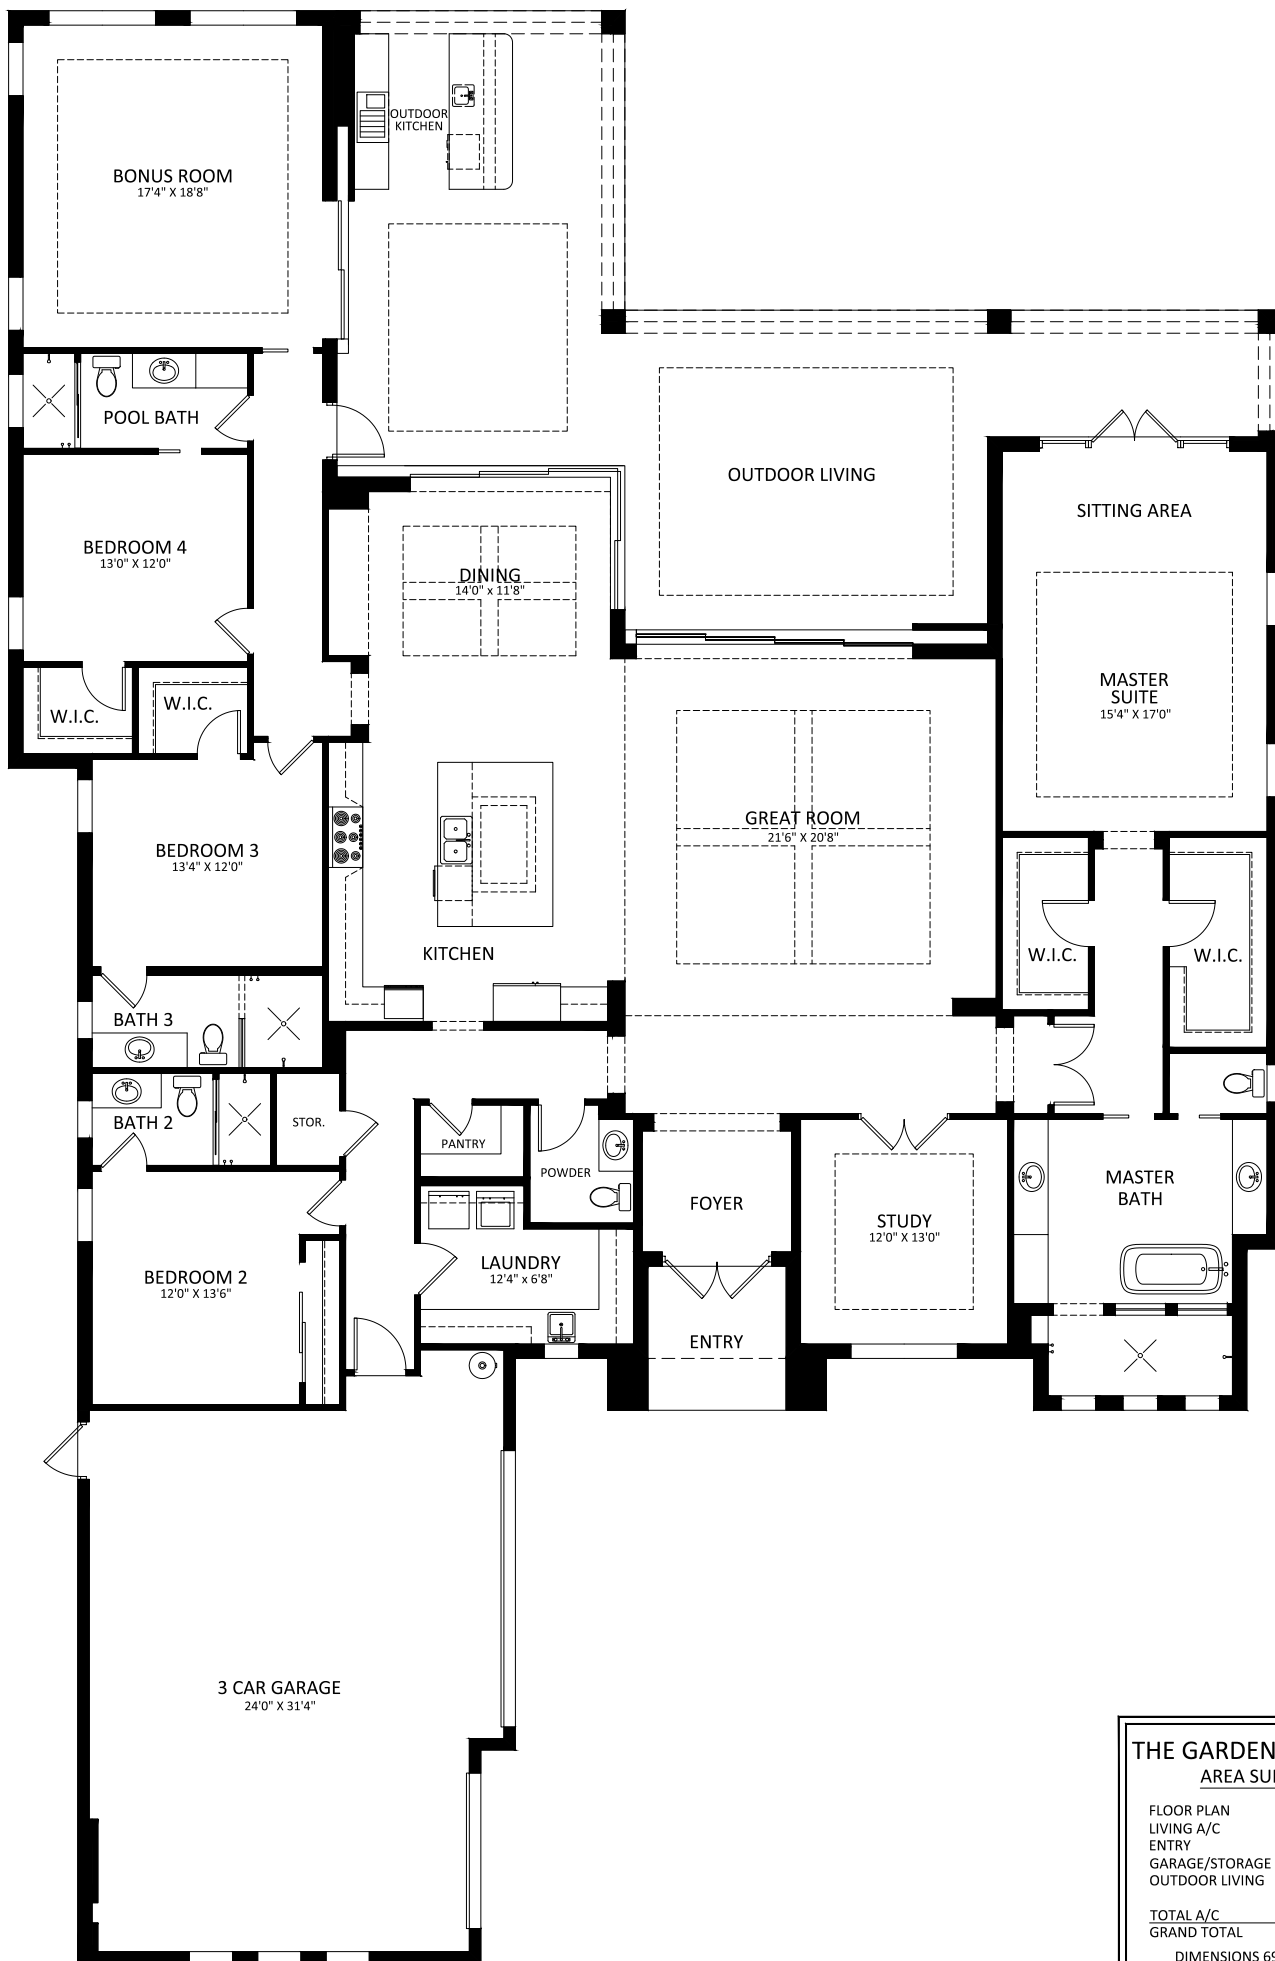 OUTDOOR
KITCHEN
BONUS ROOM
17'4" X 18'8"
POOL BATH
OUTDOOR LIVING
SITTING AREA
BEDROOM 4
13'0" X 12'0"
DINING
14'0" x 11'8"
MASTER
SUITE
15'4" X 17'0"
W.I.C.
W.I.C.
GREAT ROOM
21'6" X 20'8"
BEDROOM 3
13'4" X 12'0"
KITCHEN
W.I.C.
W.I.C.
BATH 3
BATH 2
STOR.
PANTRY
POWDER
FOYER
STUDY
12'0" X 13'0"
MASTER
BATH
BEDROOM 2
12'0" X 13'6"
LAUNDRY
12'4" x 6'8"
ENTRY
3 CAR GARAGE
24'0" X 31'4"
THE GARDEN
AREA
FLOOR PLAN
LIVING A/C
ENTRY
GARAGE/STORAGE
OUTDOOR LIVING
TOTAL A/C
GRAND TOTAL
DIMENSIONS